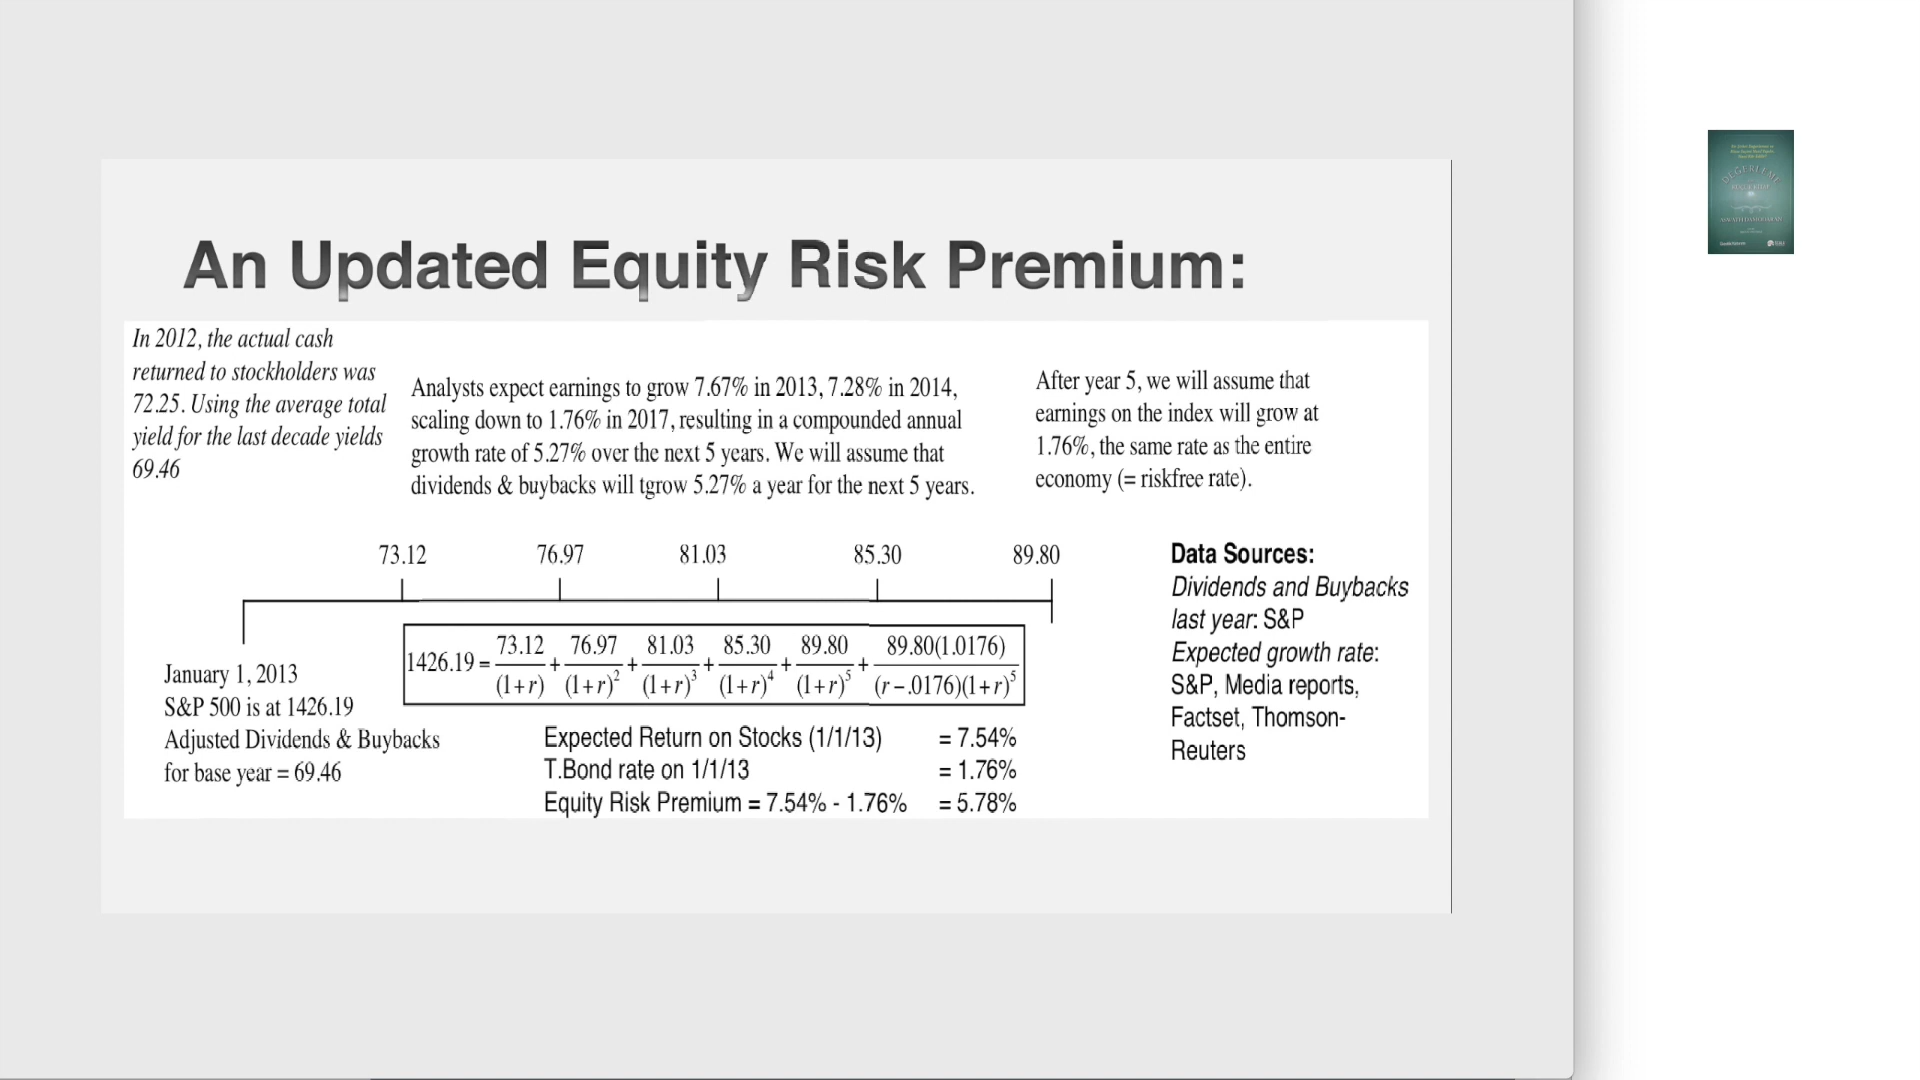 An Updated Equity Risk Premium:
In 2012, the actual cash
returned to stockholders was
72.25. Using the average total
yield for the last decade yields
69.46
Analysts expect earnings to grow 7.67% in 2013, 7.28% in 2014,
scaling down to 1.76% in 2017, resulting in a compounded annual
growth rate of 5.27% over the next 5 years. We will assume that
dividends & buybacks will tgrow 5.27% a year for the next 5 years.
After year 5, we will assume that
earnings on the index will grow at
1.76%, the same rate as the entire
economy (= riskfree rate).
73.12 76.97 81.03 85.30 89.80
January 1, 2013
S&P 500 is at 1426.19
Adjusted Dividends & Buybacks
for base year = 69.46
1426.19 = 73.12/(1+r) + 76.97/(1+r)² + 81.03/(1+r)³ + 85.30/(1+r)⁴ + 89.80/(1+r)⁵ + 89.80(1.0176)/(r−.0176)(1+r)⁵
Expected Return on Stocks (1/1/13) = 7.54%
T.Bond rate on 1/1/13 = 1.76%
Equity Risk Premium = 7.54% - 1.76% = 5.78%
Data Sources:
Dividends and Buybacks
last year: S&P
Expected growth rate:
S&P, Media reports,
Factset, Thomson-
Reuters